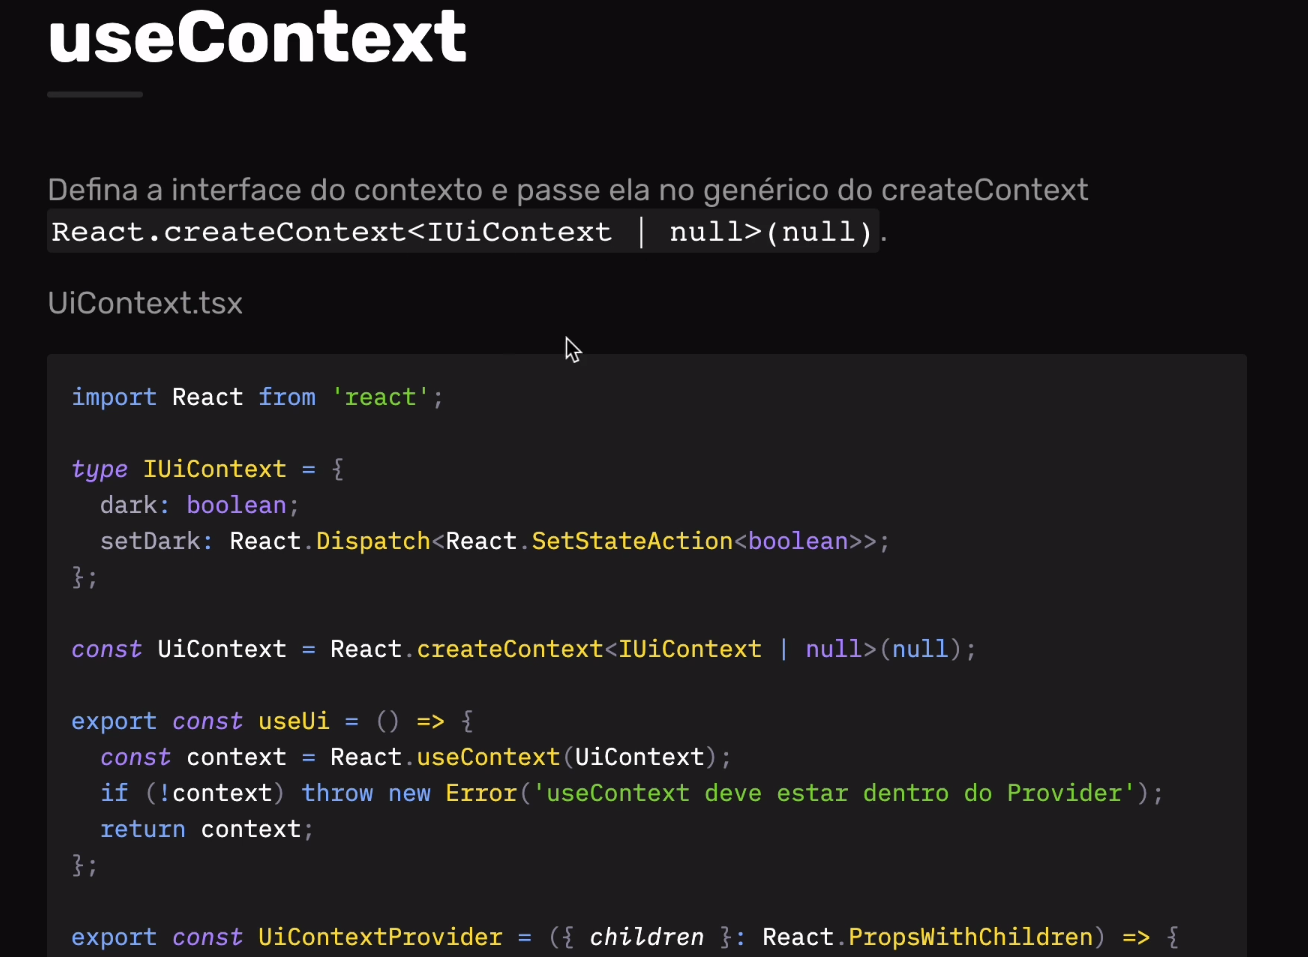 useContext
Defina a interface do contexto e passe ela no genérico do createContext
React.createContext<IUiContext | null>(null).
UiContext.tsx
import React from 'react';
type IUiContext = {
  dark: boolean;
  setDark: React.Dispatch<React.SetStateAction<boolean>>;
};
const UiContext = React.createContext<IUiContext | null>(null);
export const useUi = () => {
  const context = React.useContext(UiContext);
  if (!context) throw new Error('useContext deve estar dentro do Provider');
  return context;
};
export const UiContextProvider = ({ children }: React.PropsWithChildren) => {